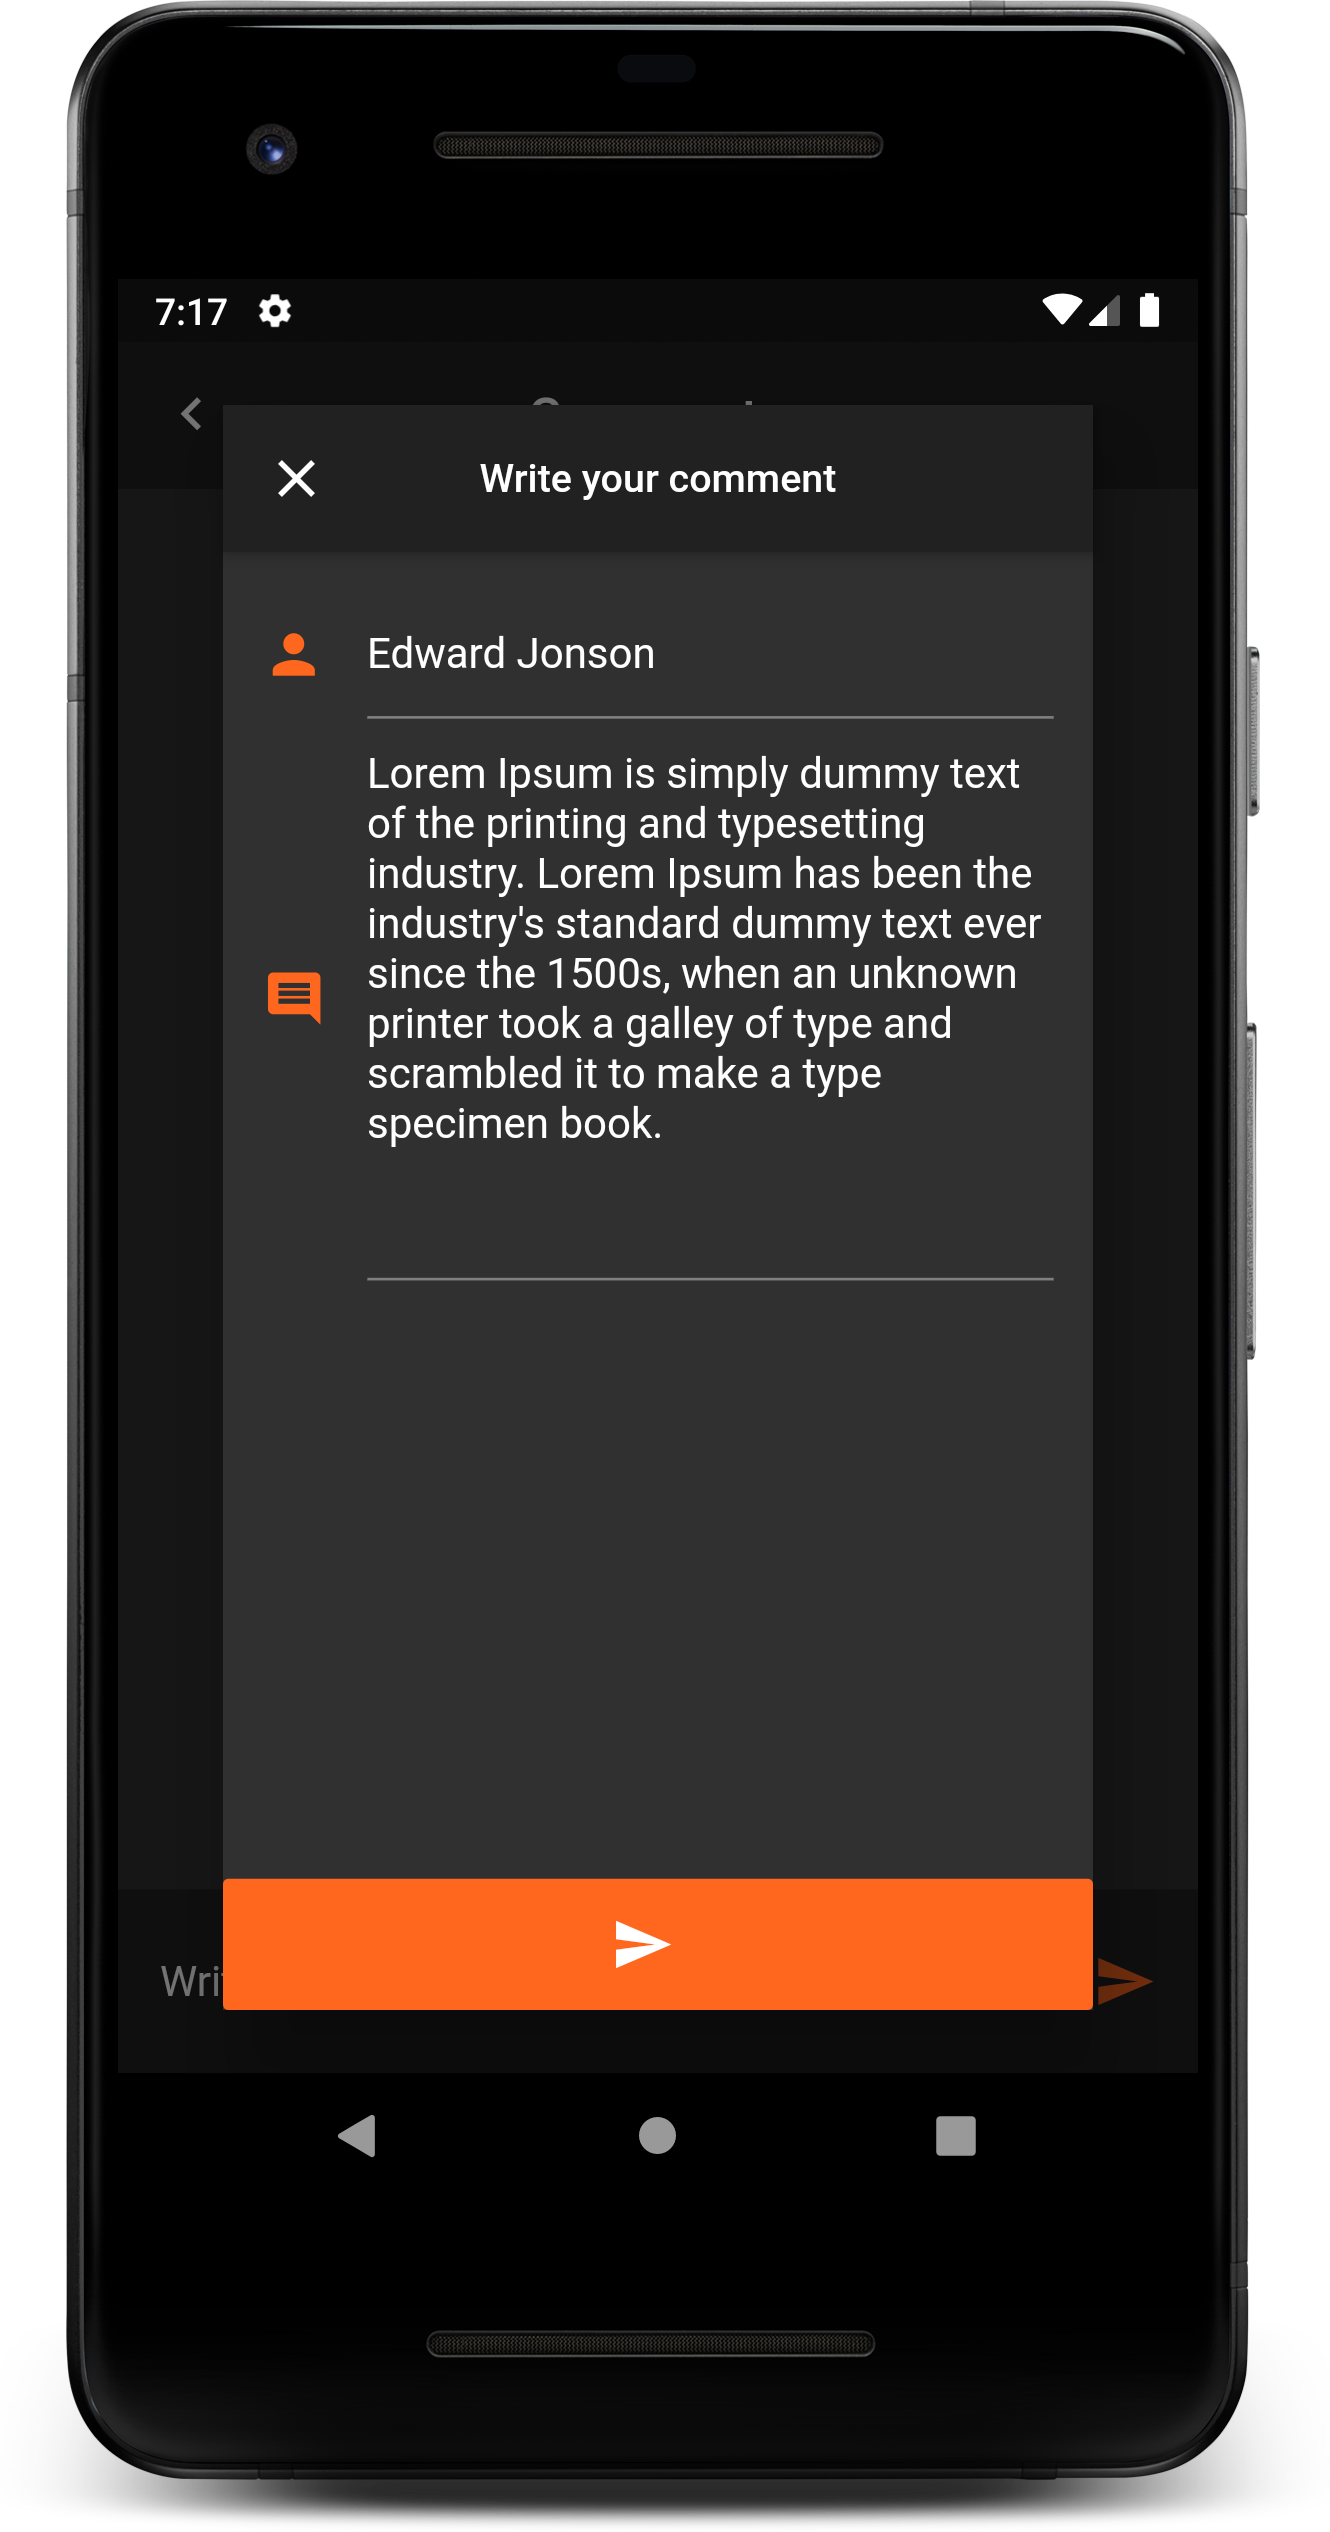 7:17
Write your comment
Edward Jonson
Lorem Ipsum is simply dummy text
of the printing and typesetting
industry. Lorem Ipsum has been the
industry's standard dummy text ever
since the 1500s, when an unknown
printer took a galley of type and
scrambled it to make a type
specimen book.